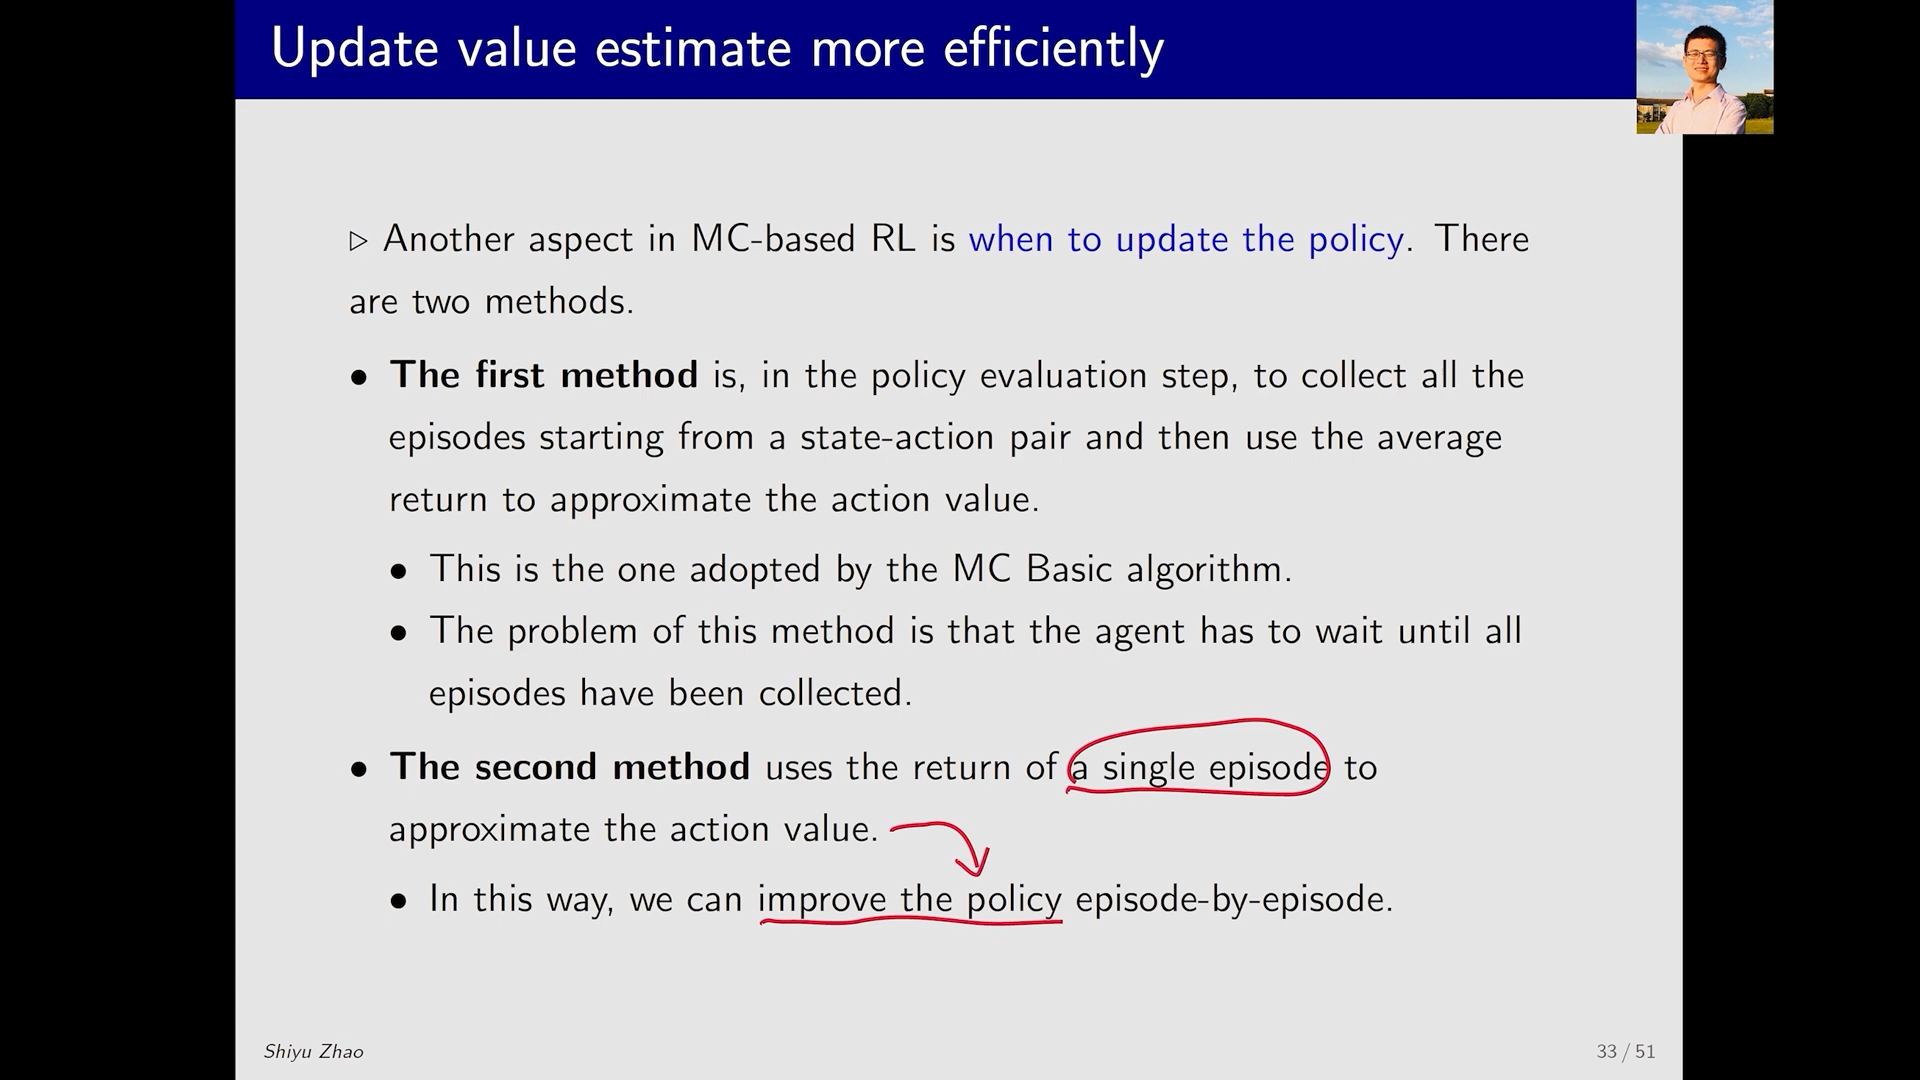 Update value estimate more efficiently
▷ Another aspect in MC-based RL is when to update the policy. There
are two methods.
• The first method is, in the policy evaluation step, to collect all the
episodes starting from a state-action pair and then use the average
return to approximate the action value.
• This is the one adopted by the MC Basic algorithm.
• The problem of this method is that the agent has to wait until all
episodes have been collected.
• The second method uses the return of a single episode to
approximate the action value.
• In this way, we can improve the policy episode-by-episode.
Shiyu Zhao
33 / 51